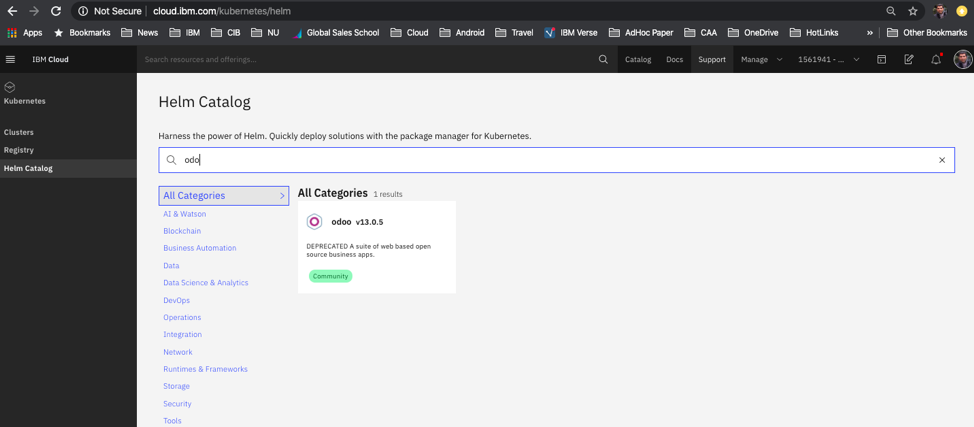 Not Secure | cloud.ibm.com/kubernetes/helm
Apps Bookmarks News IBM CIB NU Global Sales School Cloud Android Travel IBM Verse AdHoc Paper CAA OneDrive HotLinks » Other Bookmarks
IBM Cloud
Search resources and offerings...
Catalog Docs Support Manage 1561941 - ...
Kubernetes
Clusters
Registry
Helm Catalog
Helm Catalog
Harness the power of Helm. Quickly deploy solutions with the package manager for Kubernetes.
odo
All Categories
AI & Watson
Blockchain
Business Automation
Data
Data Science & Analytics
DevOps
Operations
Integration
Network
Runtimes & Frameworks
Storage
Security
Tools
All Categories 1 results
odoo v13.0.5
DEPRECATED A suite of web based open
source business apps.
Community